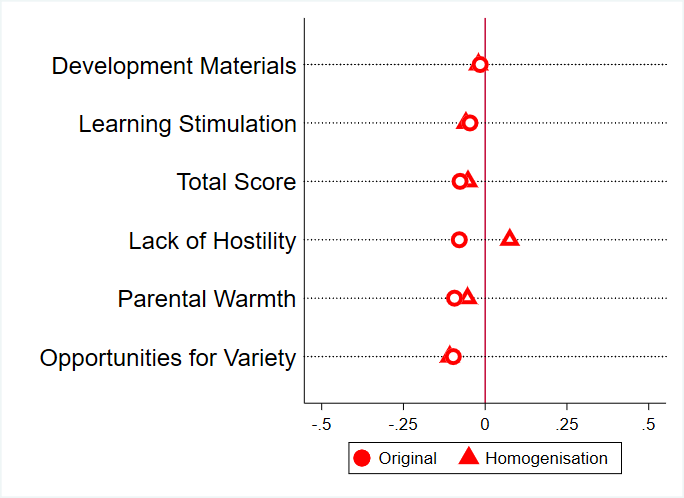 Development Materials
Learning Stimulation
Total Score
Lack of Hostility
Parental Warmth
Opportunities for Variety
-.5 -.25 0 .25 .5
Original Homogenisation